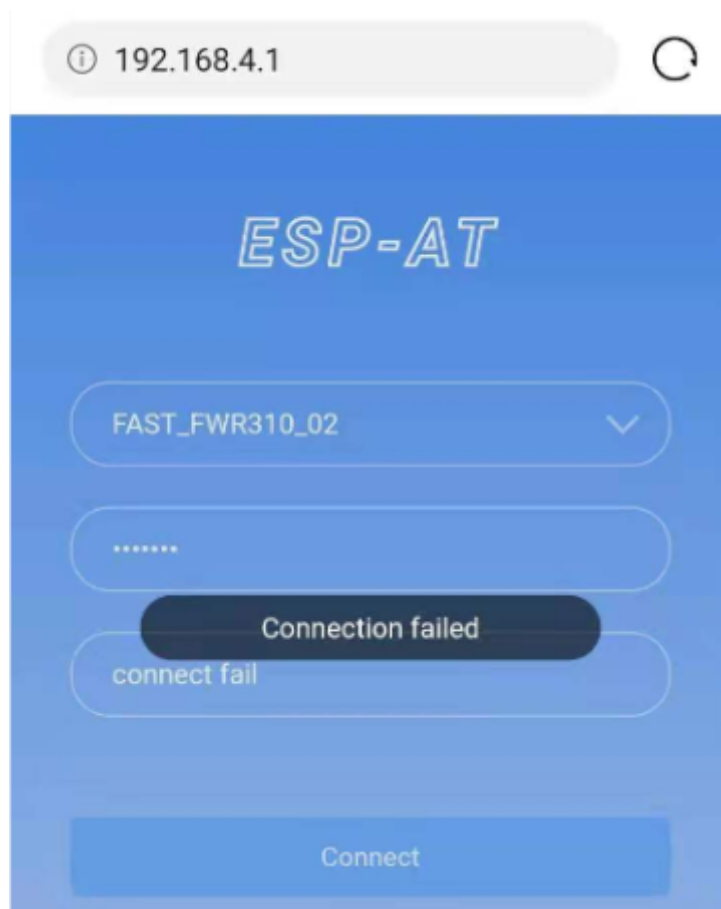 192.168.4.1
ESP-AT
FAST_FWR310_02
•••••••
Connection failed
connect fail
Connect